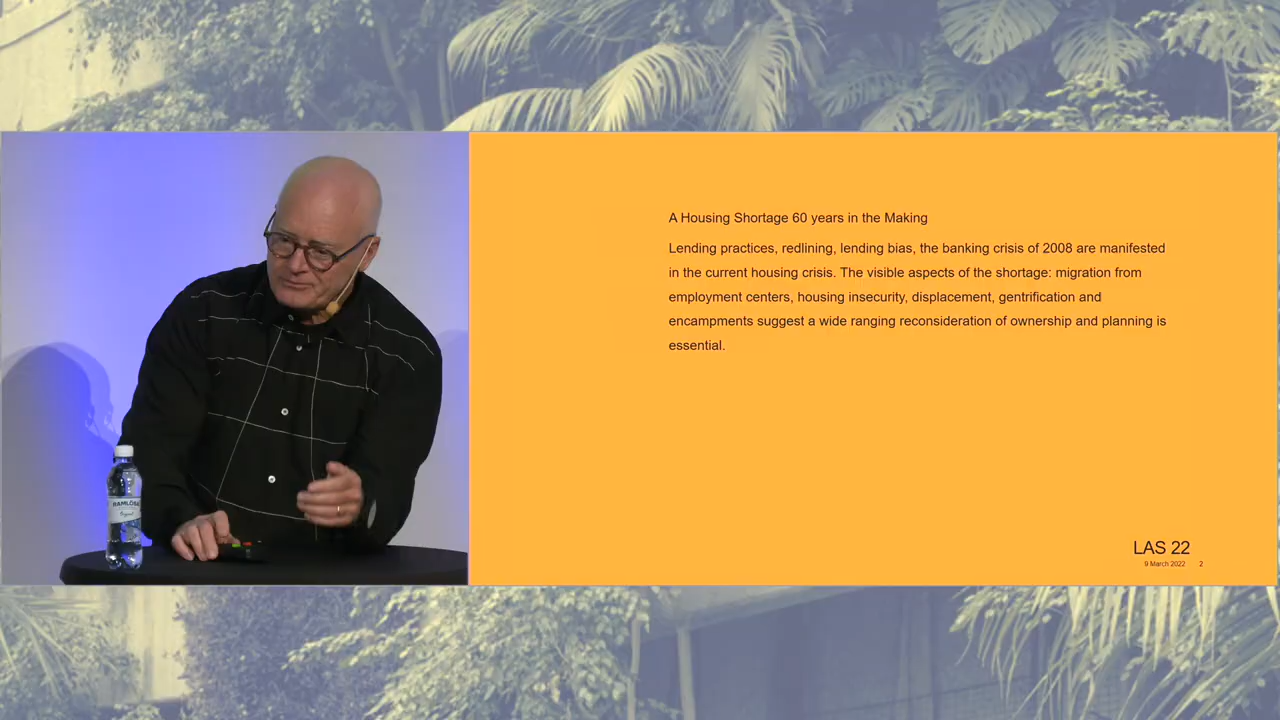 A Housing Shortage 60 years in the Making
Lending practices, redlining, lending bias, the banking crisis of 2008 are manifested
in the current housing crisis. The visible aspects of the shortage: migration from
employment centers, housing insecurity, displacement, gentrification and
encampments suggest a wide ranging reconsideration of ownership and planning is
essential.
RAMLÖSA
LAS 22
9 March 2022 2